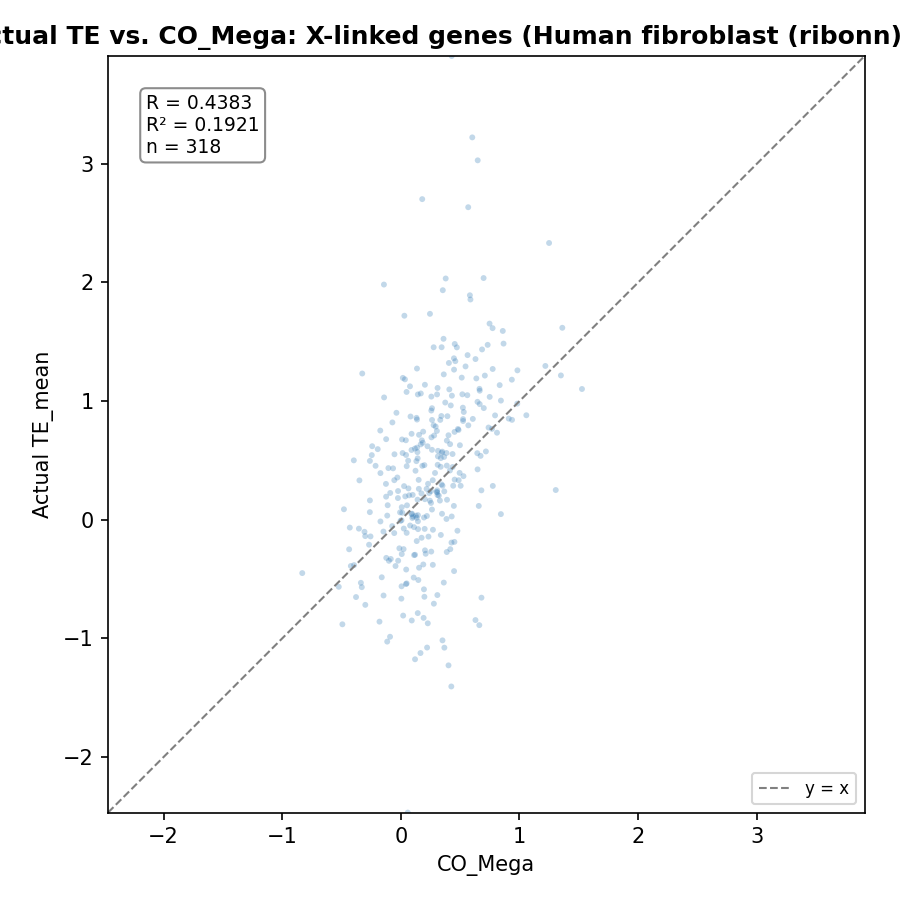 tual TE vs. CO_Mega: X-linked genes (Human fibroblast (ribonn)
R = 0.4383
R² = 0.1921
n = 318
3
2
1
0
−1
−2
Actual TE_mean
y = x
−2 −1 0 1 2 3
CO_Mega